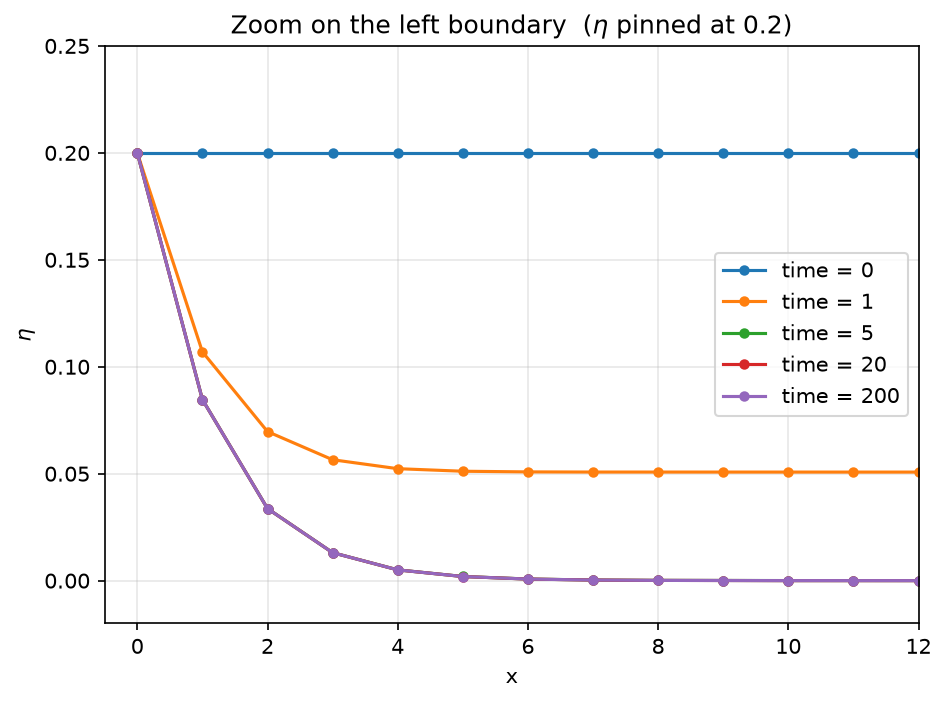 Zoom on the left boundary (η pinned at 0.2)
0.25
0.20
0.15
0.10
0.05
0.00
η
time = 0
time = 1
time = 5
time = 20
time = 200
0 2 4 6 8 10 12
x